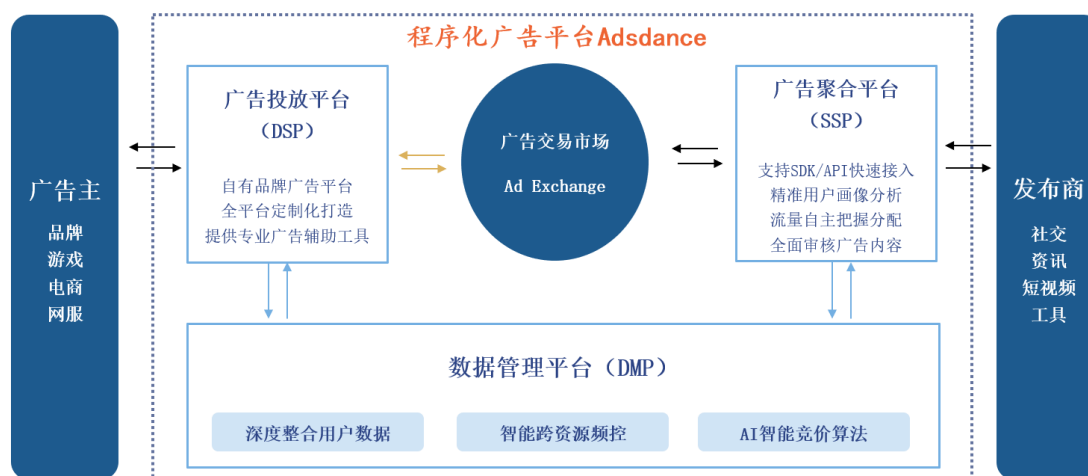 程序化广告平台Adsdance
广告主
品牌
游戏
电商
网服
广告投放平台
（DSP）
自有品牌广告平台
全平台定制化打造
提供专业广告辅助工具
广告交易市场
Ad Exchange
广告聚合平台
（SSP）
支持SDK/API快速接入
精准用户画像分析
流量自主把握分配
全面审核广告内容
发布商
社交
资讯
短视频
工具
数据管理平台（DMP）
深度整合用户数据
智能跨资源频控
AI智能竞价算法